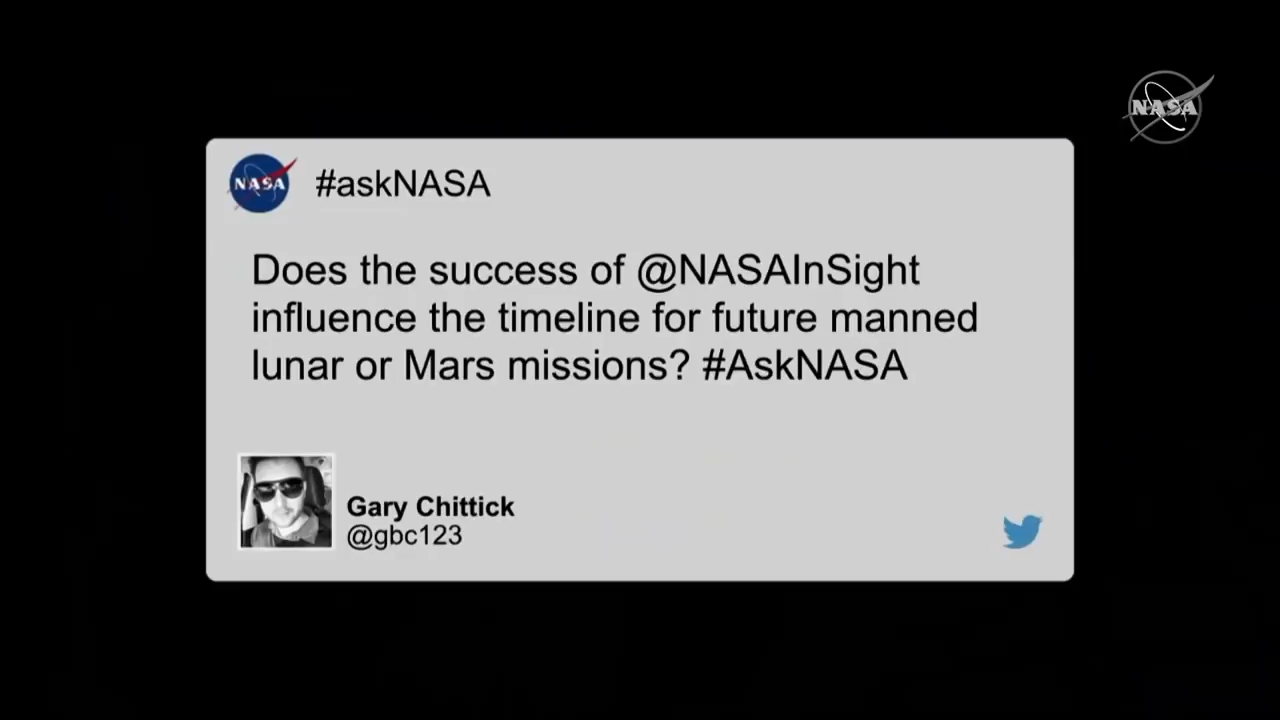 NASA
NASA #askNASA
Does the success of @NASAInSight
influence the timeline for future manned
lunar or Mars missions? #AskNASA
Gary Chittick
@gbc123